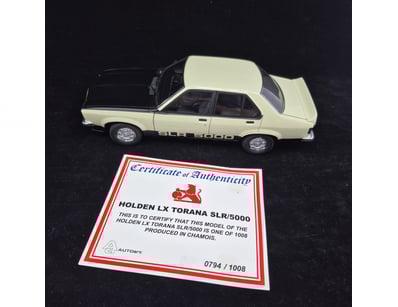 SLR 5000
Certificate of Authenticity
HOLDEN LX TORANA SLR/5000
THIS IS TO CERTIFY THAT THIS MODEL OF THE
HOLDEN LX TORANA SLR/5000 IS ONE OF 1008
PRODUCED IN CHAMOIS.
AUTOart
0794 / 1008